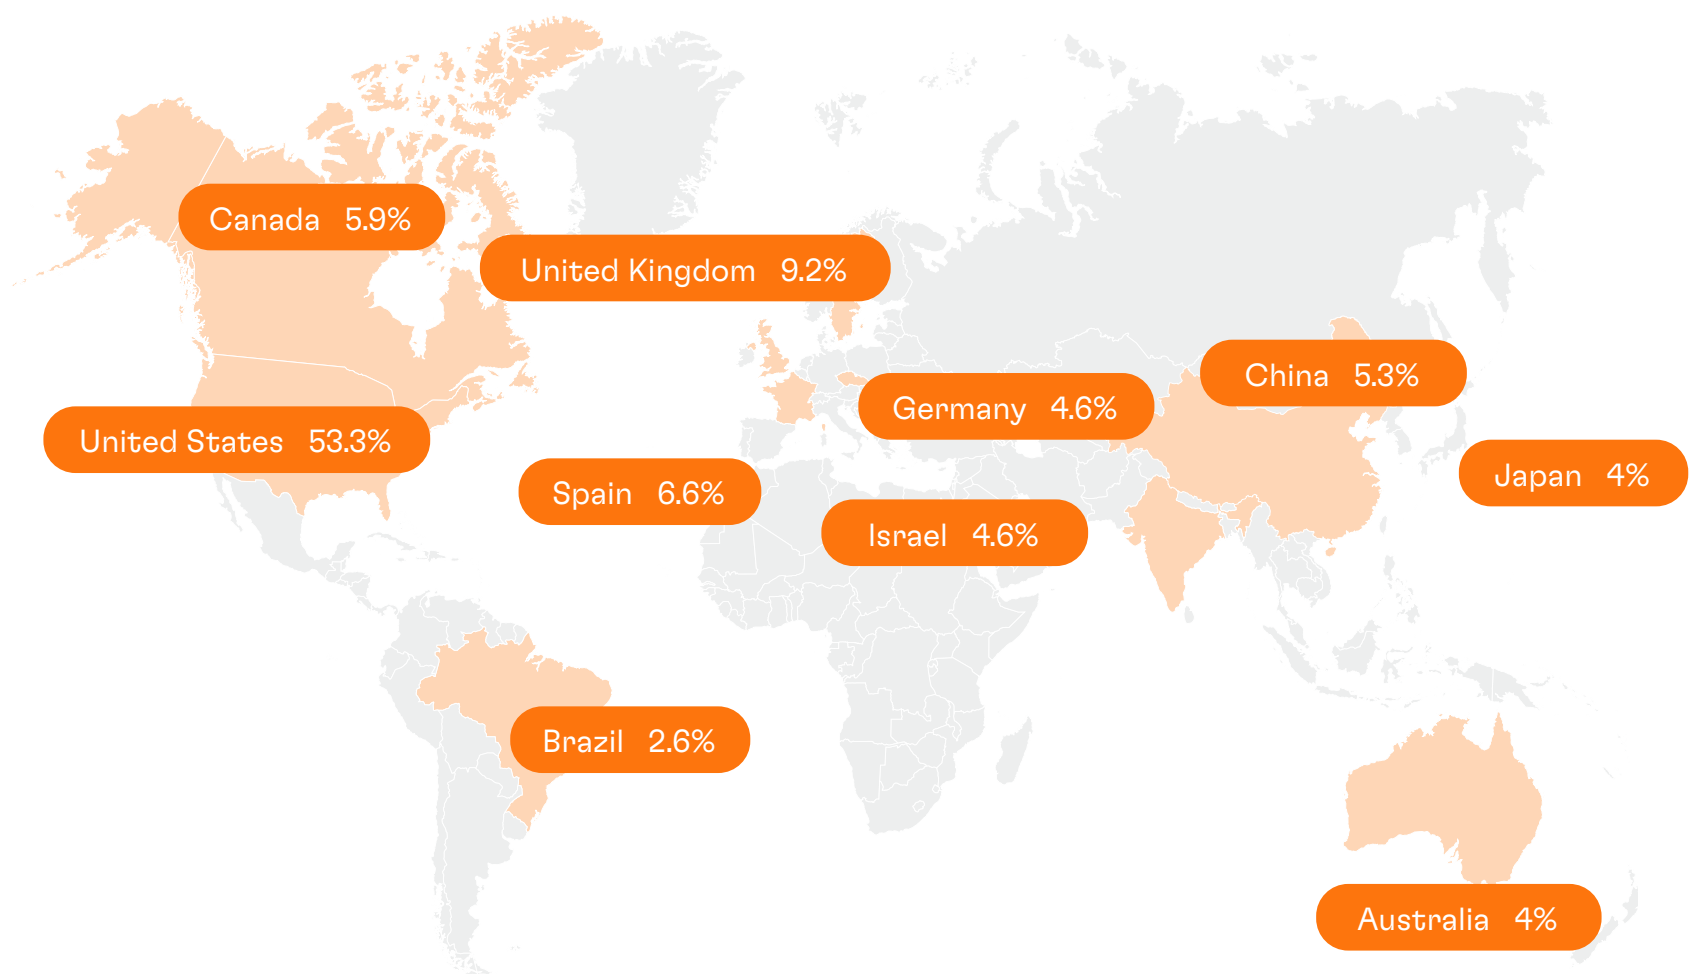 Canada 5.9%
United Kingdom 9.2%
China 5.3%
Germany 4.6%
United States 53.3%
Japan 4%
Spain 6.6%
Israel 4.6%
Brazil 2.6%
Australia 4%